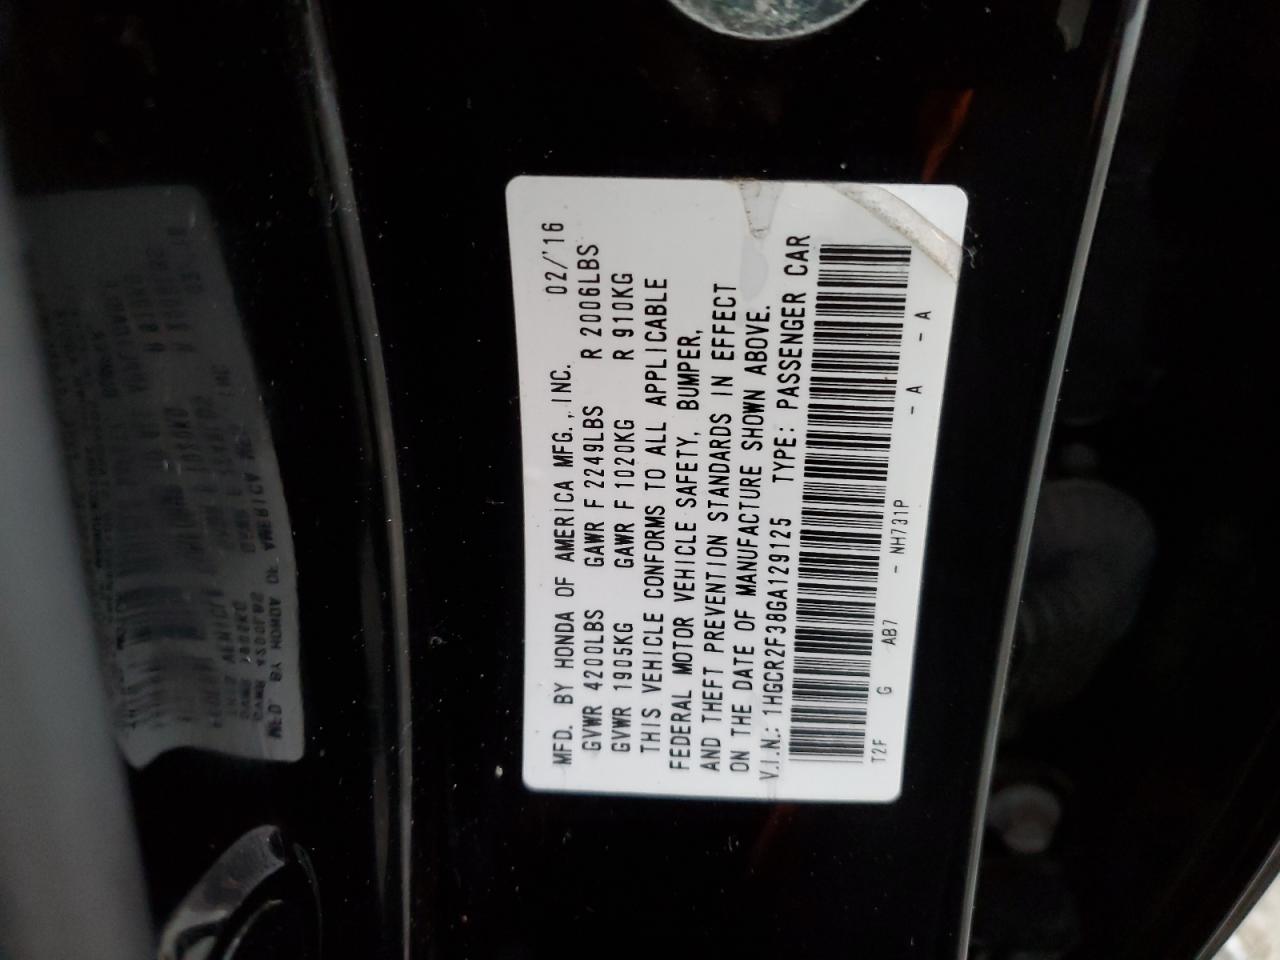 MFD. BY HONDA OF AMERICA MFG., INC. 02/'16
GVWR 4200LBS GAWR F 2249LBS R 2006LBS
GVWR 1905KG GAWR F 1020KG R 910KG
THIS VEHICLE CONFORMS TO ALL APPLICABLE
FEDERAL MOTOR VEHICLE SAFETY, BUMPER,
AND THEFT PREVENTION STANDARDS IN EFFECT
ON THE DATE OF MANUFACTURE SHOWN ABOVE.
V.I.N.: 1HGCR2F38GA129125 TYPE: PASSENGER CAR
T2F G AB7 - NH731P - A - A